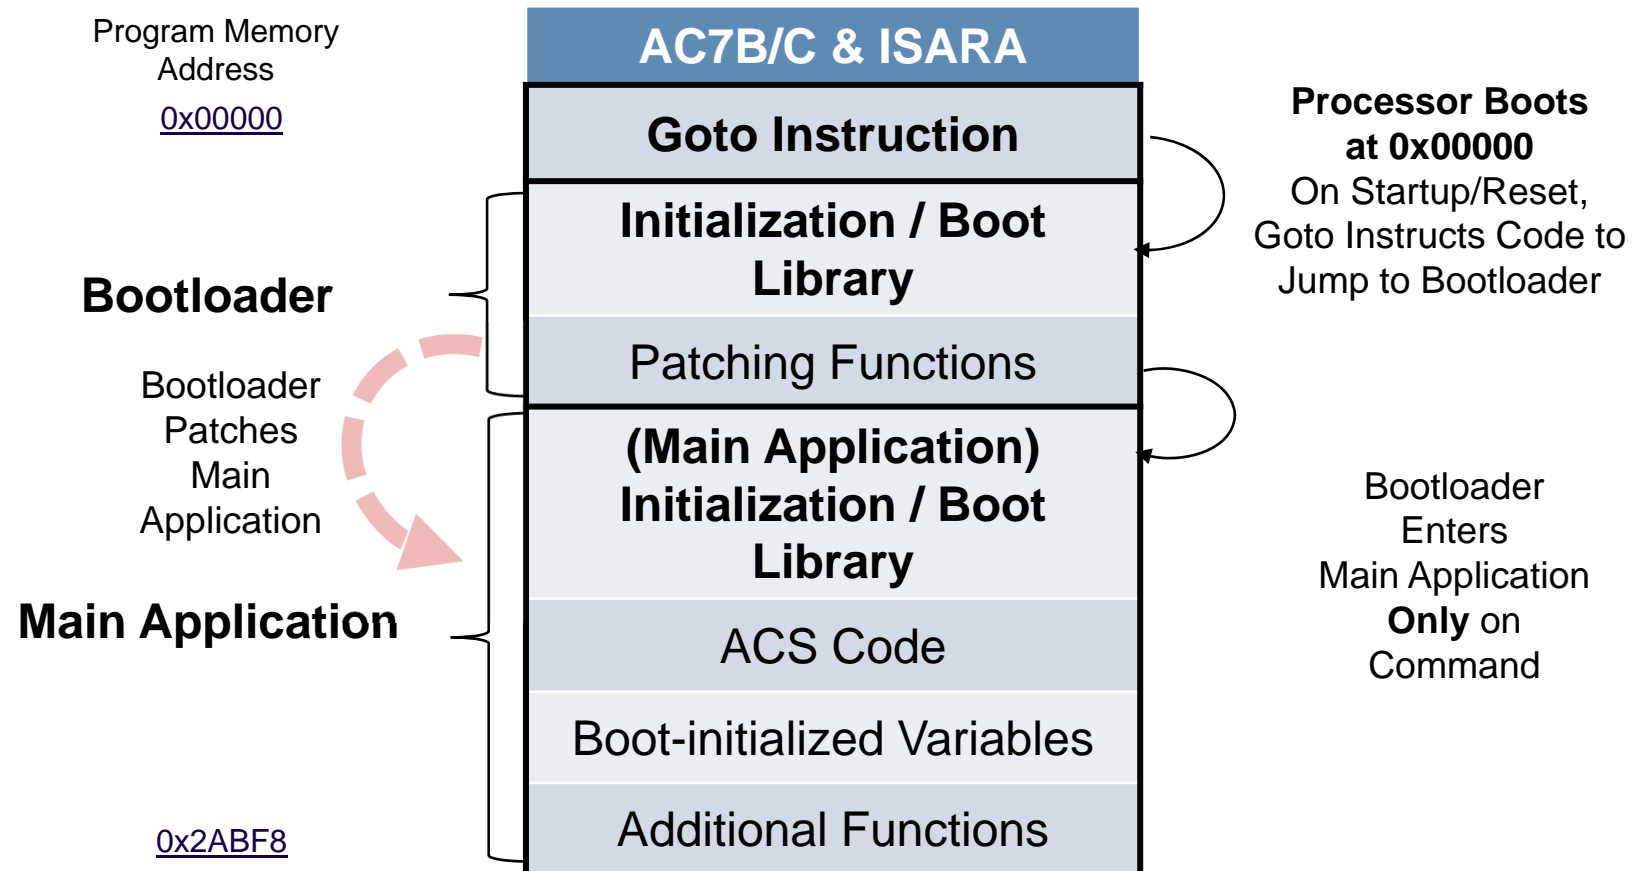 Program Memory
Address
0x00000
AC7B/C & ISARA
Goto Instruction
Initialization / Boot
Library
Patching Functions
(Main Application)
Initialization / Boot
Library
ACS Code
Boot-initialized Variables
Additional Functions
Bootloader
Bootloader
Patches
Main
Application
Main Application
0x2ABF8
Processor Boots
at 0x00000
On Startup/Reset,
Goto Instructs Code to
Jump to Bootloader
Bootloader
Enters
Main Application
Only on
Command